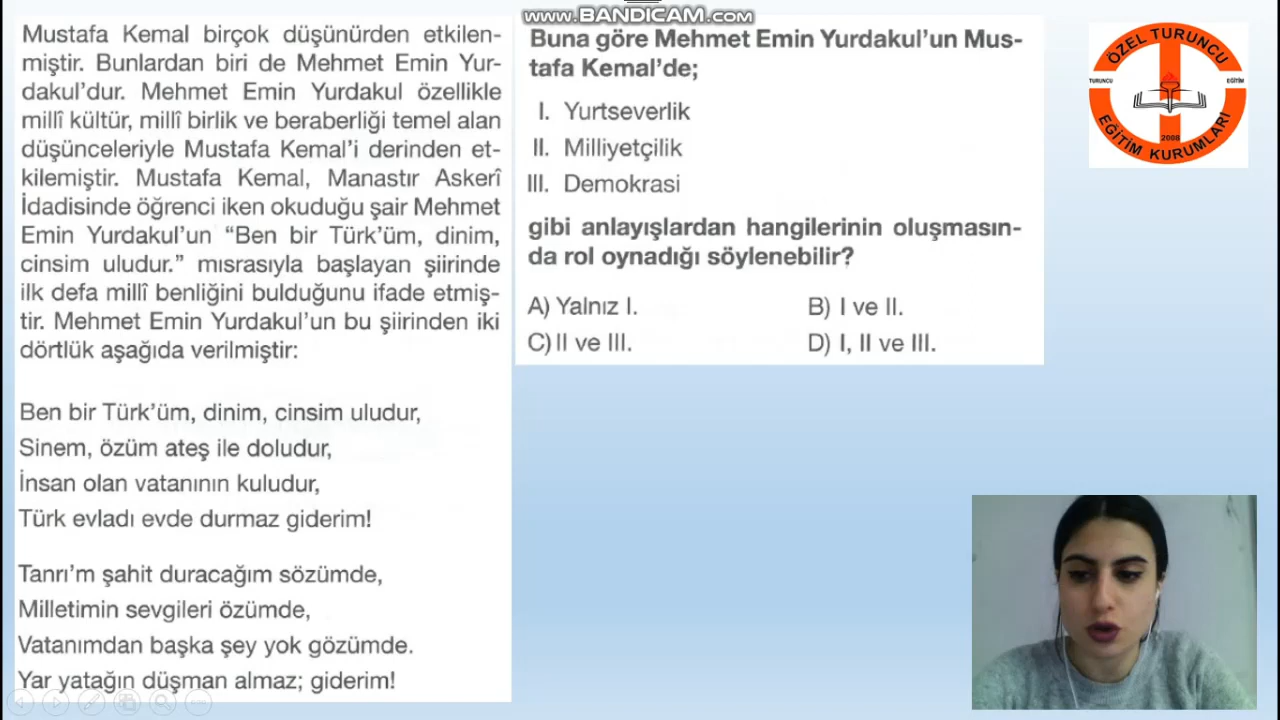 www.BANDICAM.com
Mustafa Kemal birçok düşünürden etkilen-
miştir. Bunlardan biri de Mehmet Emin Yur-
dakul'dur. Mehmet Emin Yurdakul özellikle
millî kültür, millî birlik ve beraberliği temel alan
düşünceleriyle Mustafa Kemal'i derinden et-
kilemiştir. Mustafa Kemal, Manastır Askerî
İdadisinde öğrenci iken okuduğu şair Mehmet
Emin Yurdakul'un “Ben bir Türk'üm, dinim,
cinsim uludur.” mısrasıyla başlayan şiirinde
ilk defa millî benliğini bulduğunu ifade etmiş-
tir. Mehmet Emin Yurdakul'un bu şiirinden iki
dörtlük aşağıda verilmiştir:
Ben bir Türk'üm, dinim, cinsim uludur,
Sinem, özüm ateş ile doludur,
İnsan olan vatanının kuludur,
Türk evladı evde durmaz giderim!
Tanrı'm şahit duracağım sözümde,
Milletimin sevgileri özümde,
Vatanımdan başka şey yok gözümde.
Yar yatağın düşman almaz; giderim!
Buna göre Mehmet Emin Yurdakul'un Mus-
tafa Kemal'de;
I. Yurtseverlik
II. Milliyetçilik
III. Demokrasi
gibi anlayışlardan hangilerinin oluşmasın-
da rol oynadığı söylenebilir?
A) Yalnız I.
B) I ve II.
C) II ve III.
D) I, II ve III.
ÖZEL TURUNCU
TURUNCU
EĞİTİM
2008
EĞİTİM KURUMLARI